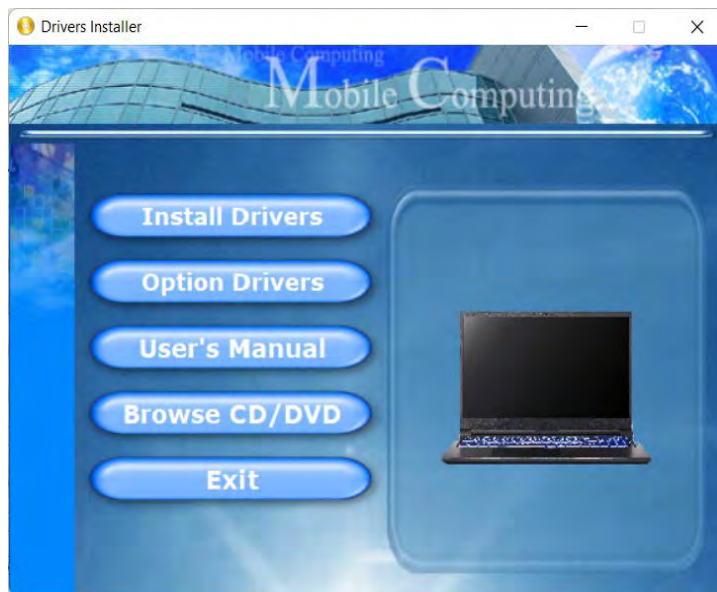 Drivers Installer
Mobile Computing
Mobile Computing
Install Drivers
Option Drivers
User's Manual
Browse CD/DVD
Exit